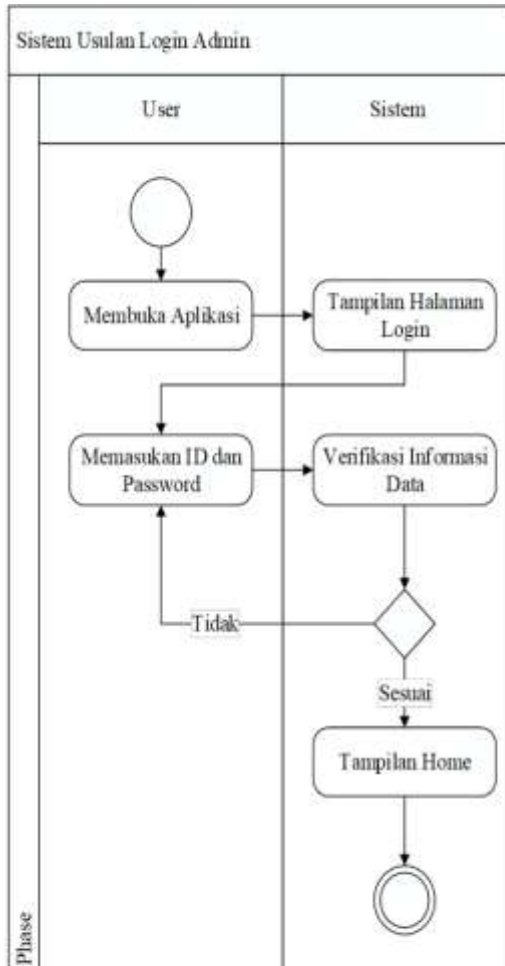 Sistem Usulan Login Admin
User
Sistem
Membuka Aplikasi
Tampilan Halaman
Login
Memasukan ID dan
Password
Verifikasi Informasi
Data
Tidak
Sesuai
Tampilan Home
Phase